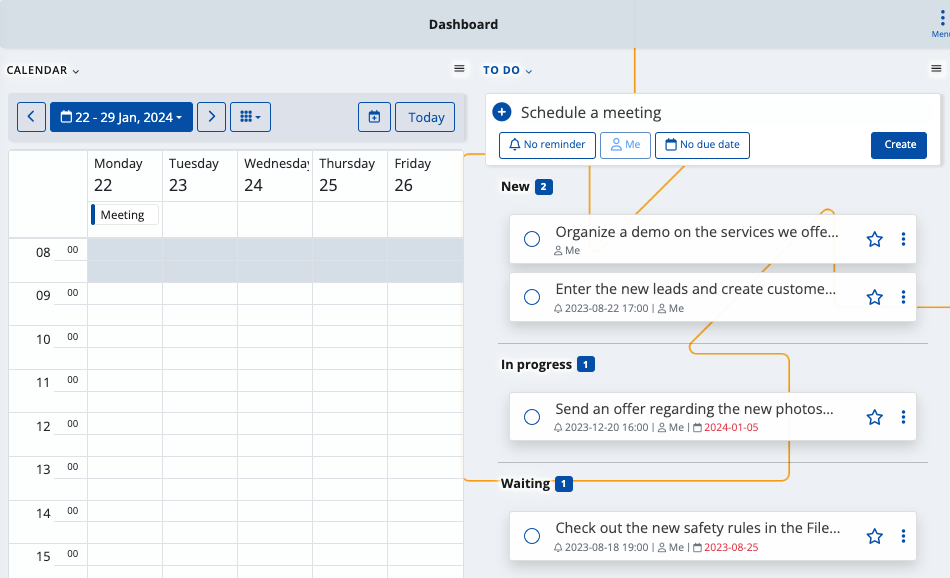 Dashboard
Menu
CALENDAR
TO DO
22 - 29 Jan, 2024
Today
Monday
22
Tuesday
23
Wednesday
24
Thursday
25
Friday
26
Meeting
08 00
09 00
10 00
11 00
12 00
13 00
14 00
15 00
Schedule a meeting
No reminder
Me
No due date
Create
New 2
Organize a demo on the services we offe...
Me
Enter the new leads and create custome...
2023-08-22 17:00 | Me
In progress 1
Send an offer regarding the new photos...
2023-12-20 16:00 | Me | 2024-01-05
Waiting 1
Check out the new safety rules in the File...
2023-08-18 19:00 | Me | 2023-08-25